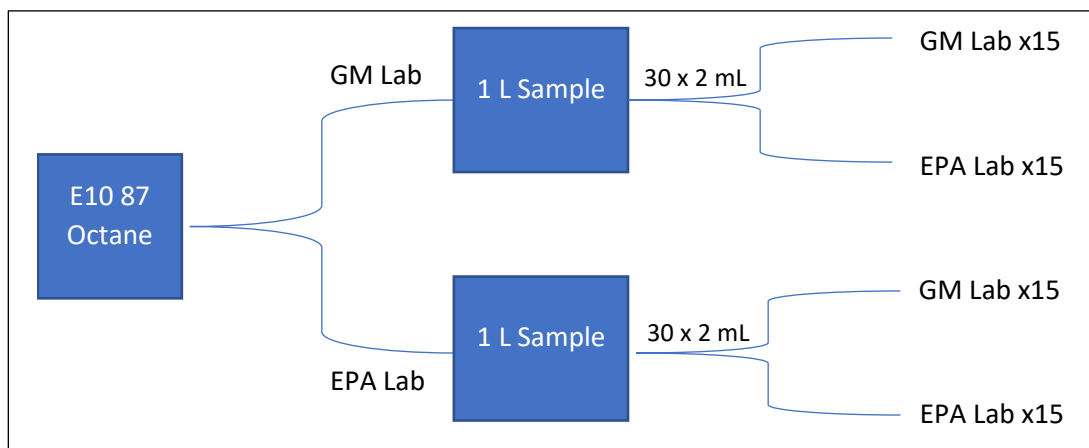 GM Lab x15
GM Lab
1 L Sample
30 x 2 mL
EPA Lab x15
E10 87
Octane
GM Lab x15
1 L Sample
30 x 2 mL
EPA Lab
EPA Lab x15